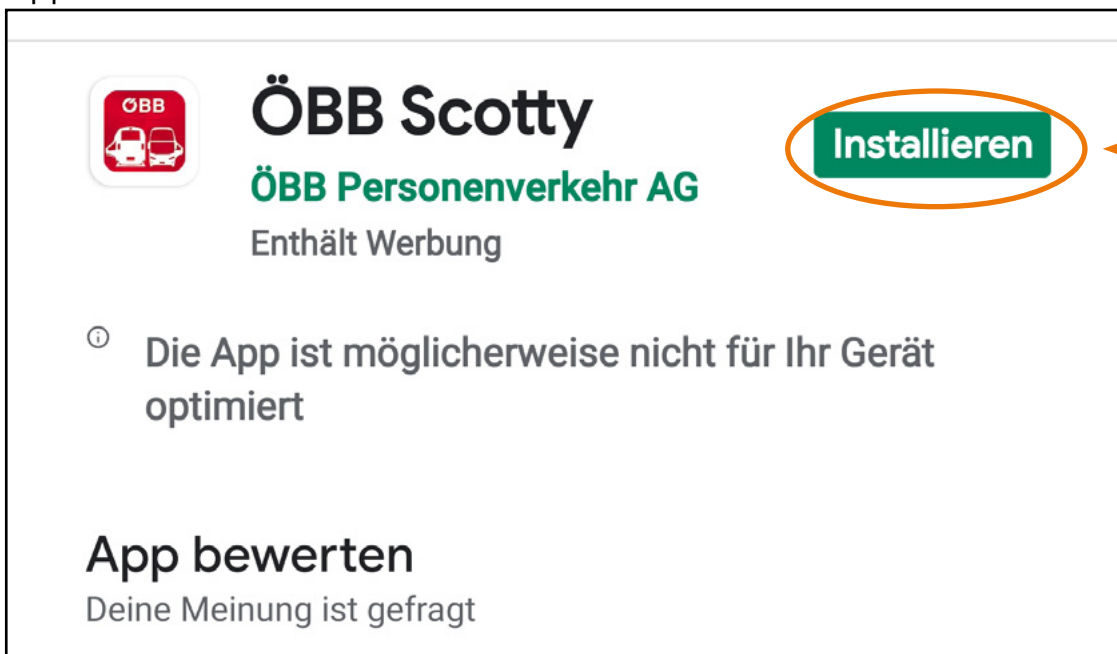 ÖBB
ÖBB Scotty
Installieren
ÖBB Personenverkehr AG
Enthält Werbung
Die App ist möglicherweise nicht für Ihr Gerät
optimiert
App bewerten
Deine Meinung ist gefragt